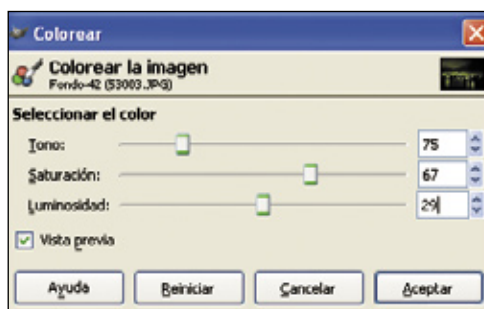 Colorear
Colorear la imagen
Fondo-42 (53003.JPG)
Seleccionar el color
Tono: 75
Saturación: 67
Luminosidad: 29
Vista previa
Ayuda Reiniciar Cancelar Aceptar